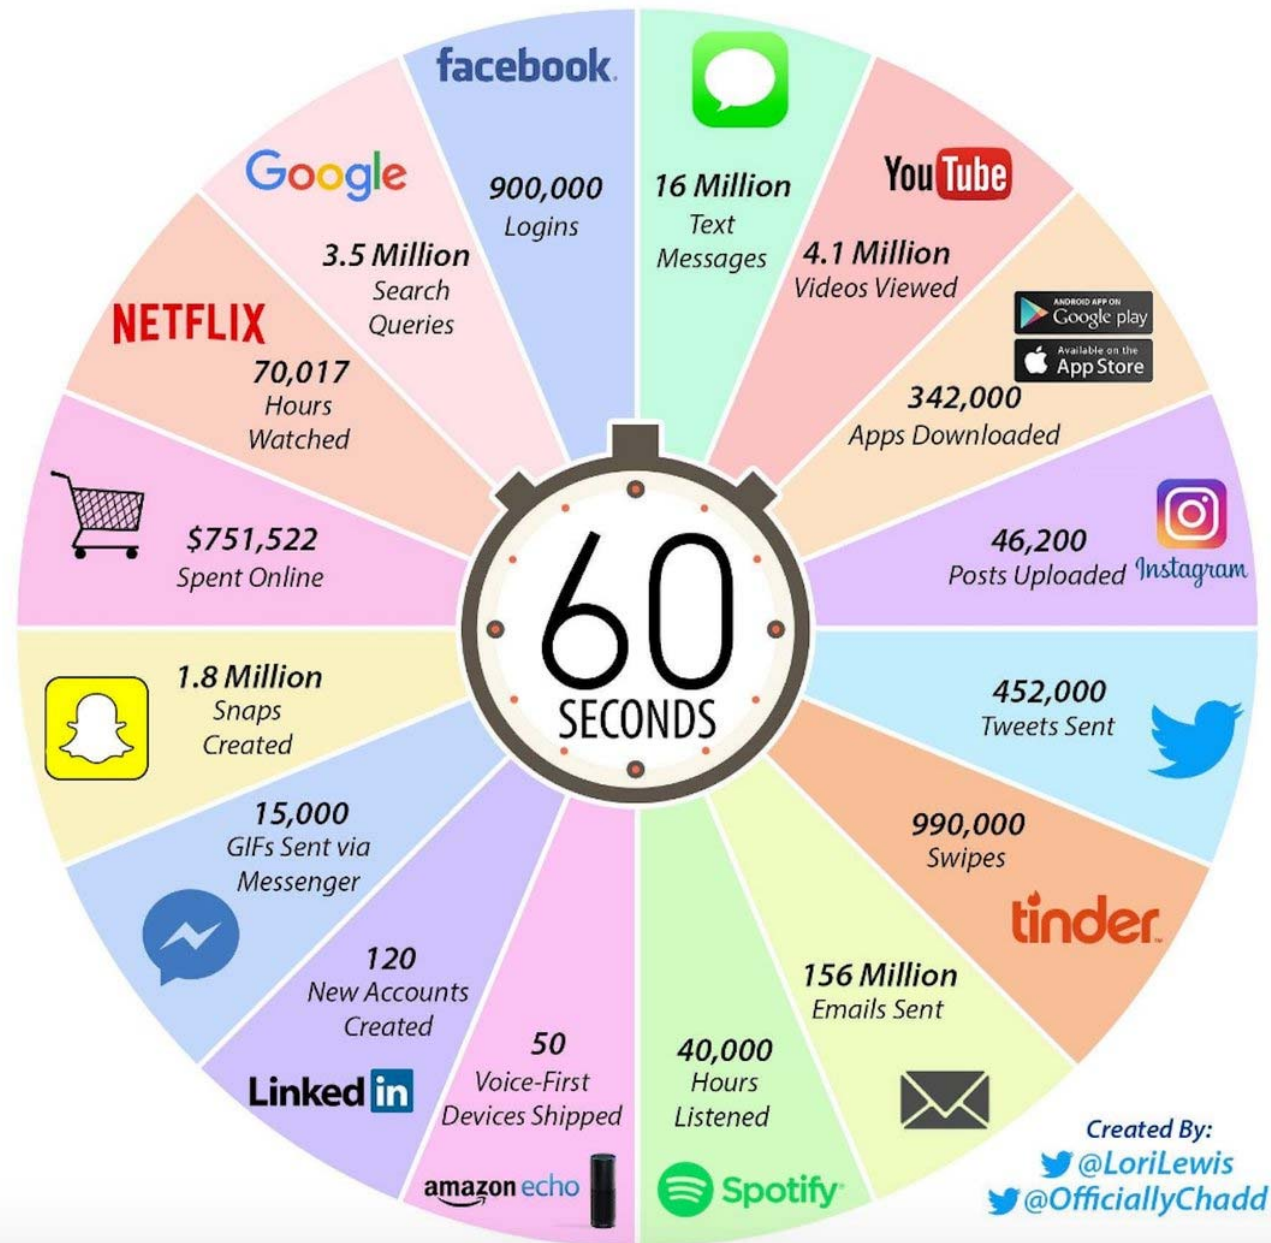 facebook.
900,000
Logins
16 Million
Text
Messages
YouTube
4.1 Million
Videos Viewed
ANDROID APP ON
Google play
Available on the
App Store
342,000
Apps Downloaded
46,200
Posts Uploaded
Instagram
452,000
Tweets Sent
990,000
Swipes
tinder™
156 Million
Emails Sent
40,000
Hours
Listened
Spotify
50
Voice-First
Devices Shipped
amazon echo
120
New Accounts
Created
Linked in
15,000
GIFs Sent via
Messenger
1.8 Million
Snaps
Created
$751,522
Spent Online
NETFLIX
70,017
Hours
Watched
Google
3.5 Million
Search
Queries
60
SECONDS
Created By:
@LoriLewis
@OfficiallyChadd